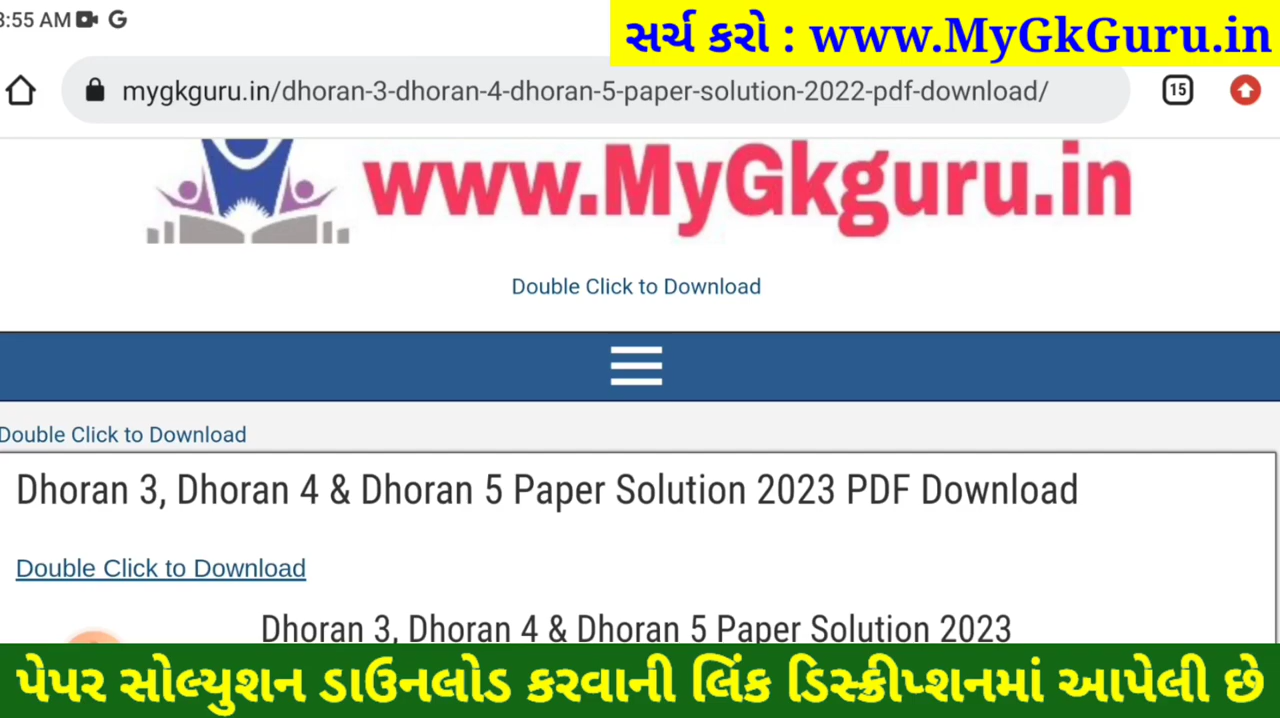 3:55 AM
સર્ચ કરો : www.MyGkGuru.in
mygkguru.in/dhoran-3-dhoran-4-dhoran-5-paper-solution-2022-pdf-download/
15
www.MyGkguru.in
Double Click to Download
Double Click to Download
Dhoran 3, Dhoran 4 & Dhoran 5 Paper Solution 2023 PDF Download
Double Click to Download
Dhoran 3, Dhoran 4 & Dhoran 5 Paper Solution 2023
પેપર સોલ્યુશન ડાઉનલોડ કરવાની લિંક ડિસ્ક્રીપ્શનમાં આપેલી છે